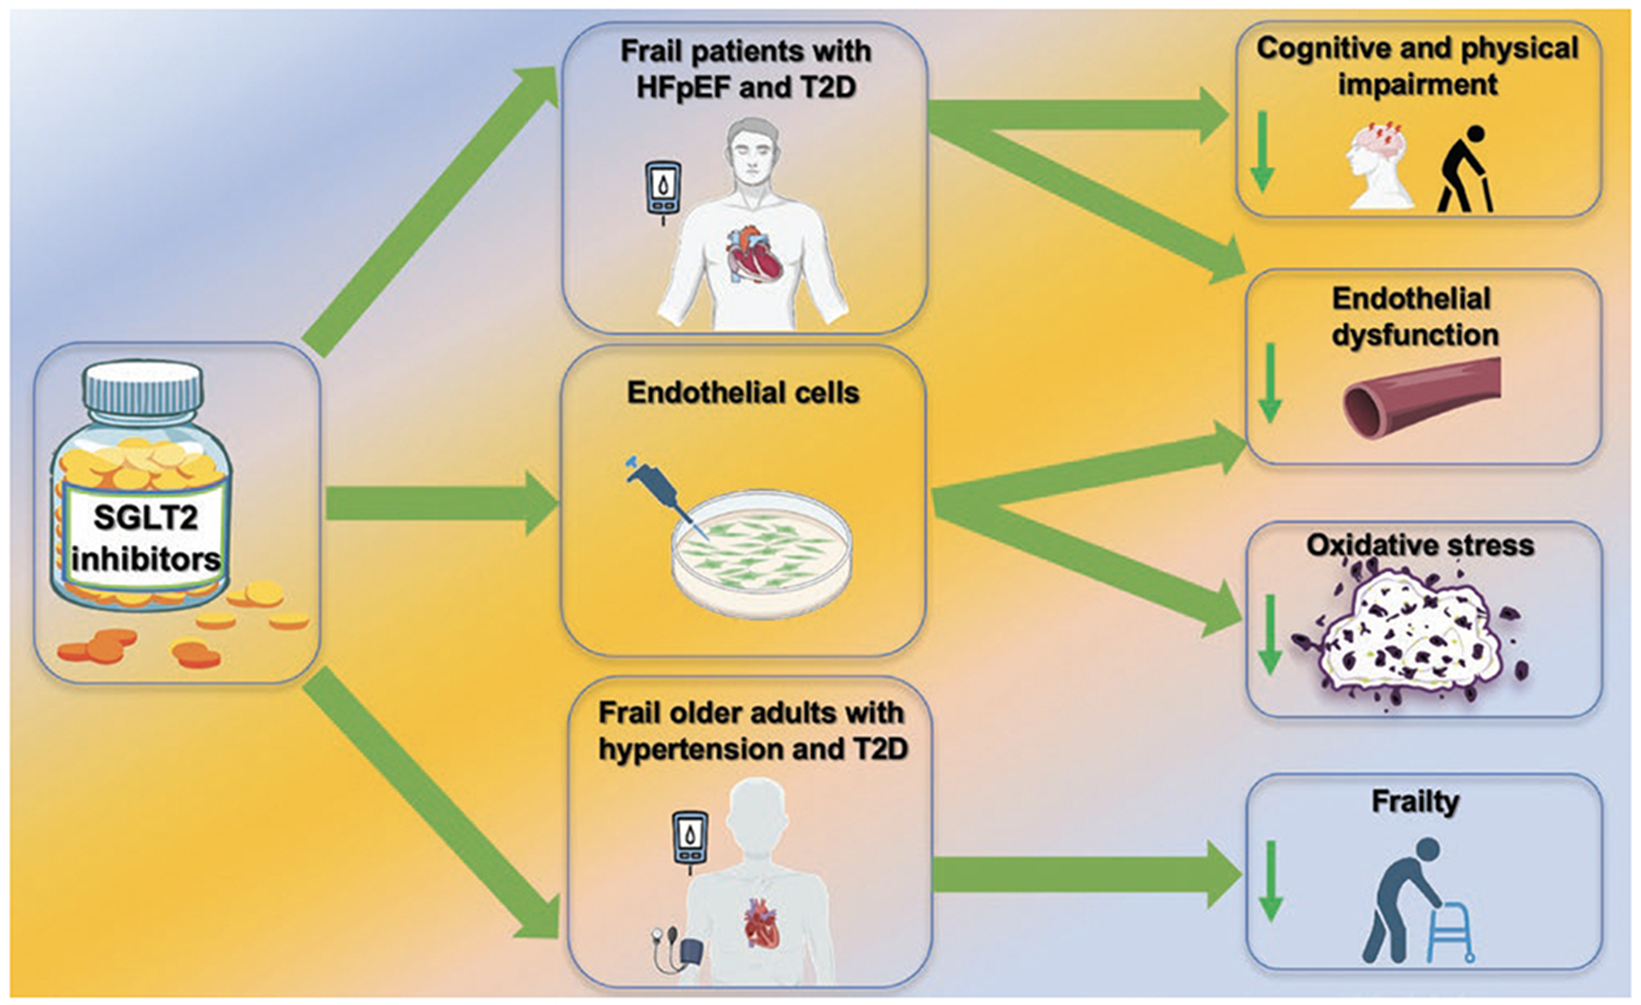 SGLT2
inhibitors
Frail patients with
HFpEF and T2D
Endothelial cells
Frail older adults with
hypertension and T2D
Cognitive and physical
impairment
Endothelial
dysfunction
Oxidative stress
Frailty